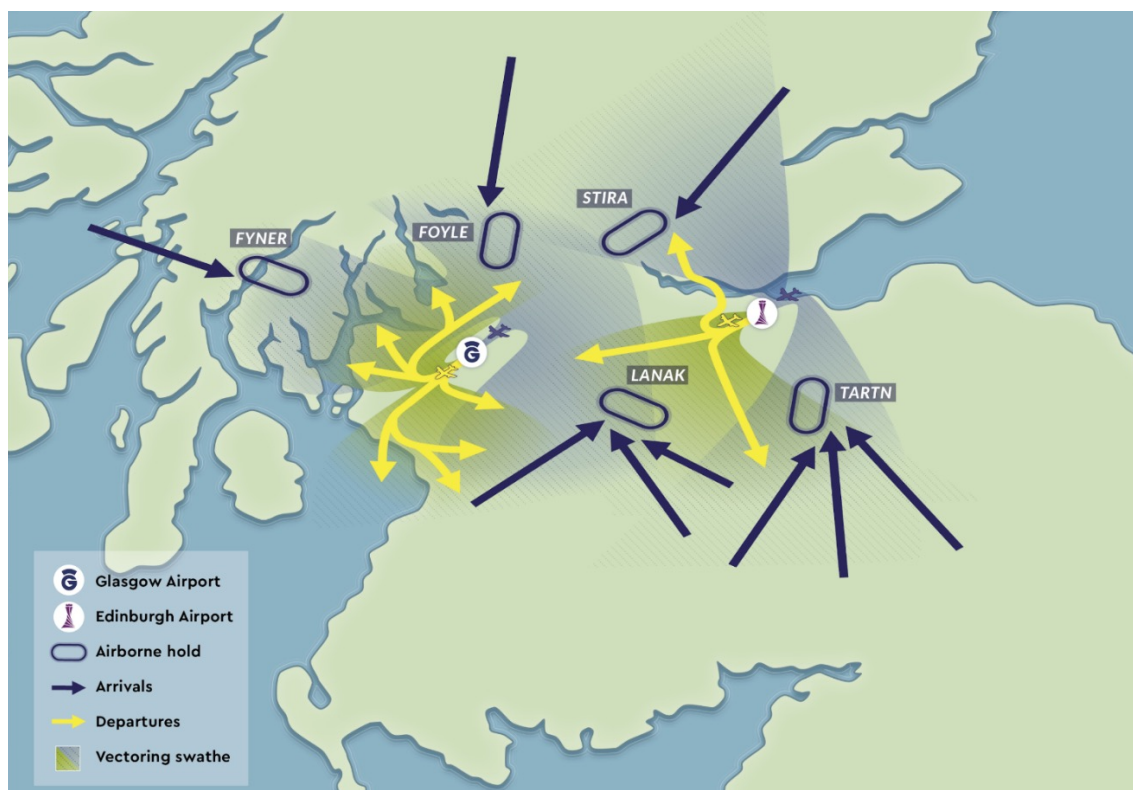 STIRA
FYNER
FOYLE
LANAK
TARTN
G
G
Glasgow Airport
Edinburgh Airport
Airborne hold
Arrivals
Departures
Vectoring swathe